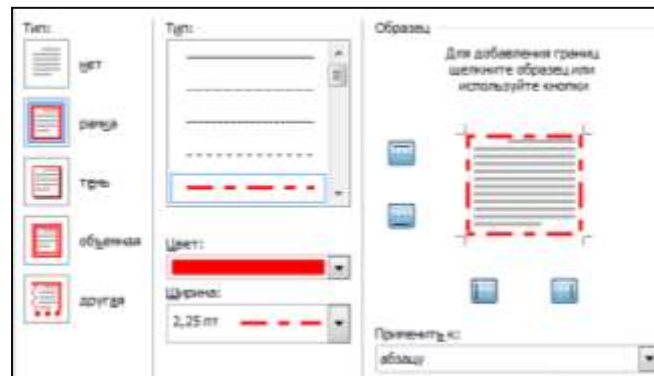 Тип:
нет
рамка
тень
объемная
другая
Тип:
Цвет:
Ширина:
2,25 пт
Образец
Для добавления границ
щелкните образец или
используйте кнопки
Применить к:
абзацу